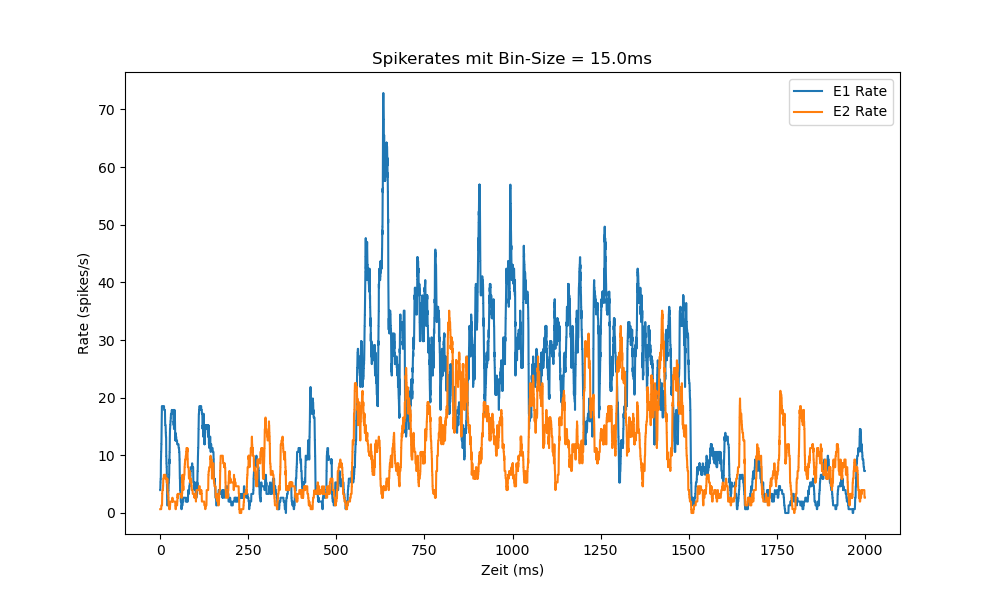 Spikerates mit Bin-Size = 15.0ms
E1 Rate
E2 Rate
Rate (spikes/s)
70
60
50
40
30
20
10
0
0 250 500 750 1000 1250 1500 1750 2000
Zeit (ms)